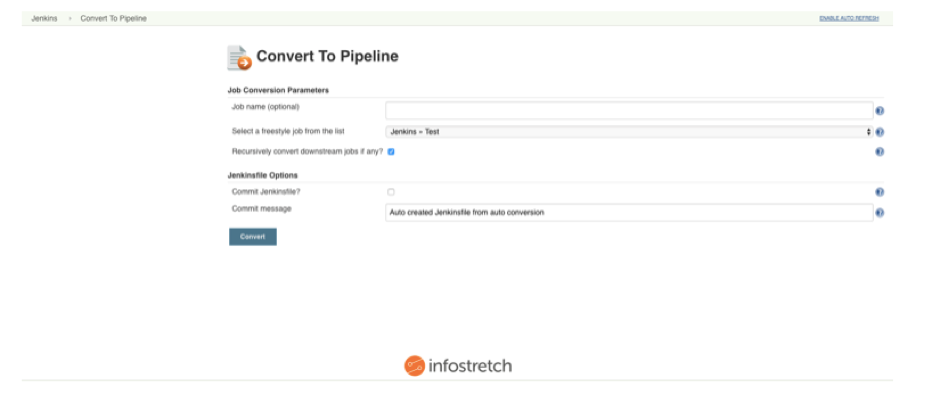 Jenkins › Convert To Pipeline ENABLE AUTO REFRESH
Convert To Pipeline
Job Conversion Parameters
Job name (optional)
Select a freestyle job from the list Jenkins » Test
Recursively convert downstream jobs if any?
Jenkinsfile Options
Commit Jenkinsfile?
Commit message Auto created Jenkinsfile from auto conversion
Convert
infostretch